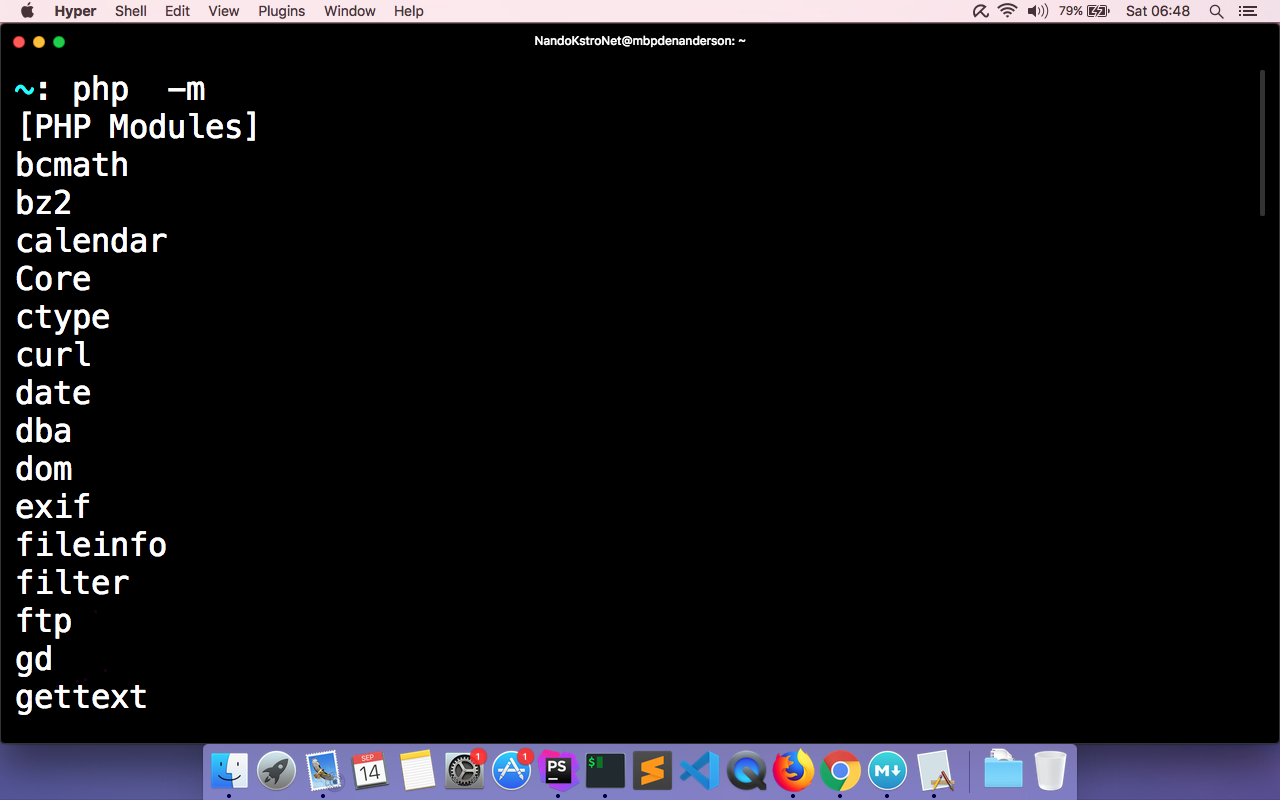 Hyper Shell Edit View Plugins Window Help 79% Sat 06:48
NandoKstroNet@mbpdenanderson: ~
~: php  -m
[PHP Modules]
bcmath
bz2
calendar
Core
ctype
curl
date
dba
dom
exif
fileinfo
filter
ftp
gd
gettext
SEP
14
1
1
PS
$
M